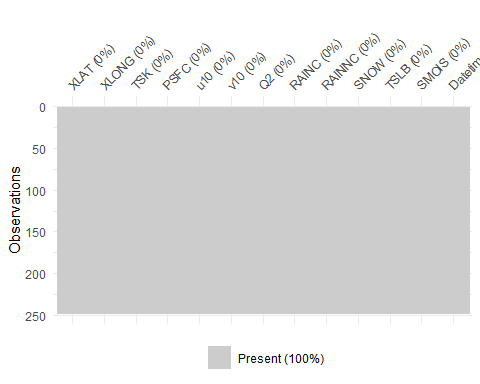 XLAT (0%)
XLONG (0%)
TSK (0%)
PSFC (0%)
u10 (0%)
v10 (0%)
Q2 (0%)
RAINC (0%)
RAINNC (0%)
SNOW (0%)
TSLB (0%)
SMOIS (0%)
Datetim
Observations
0
50
100
150
200
250
Present (100%)